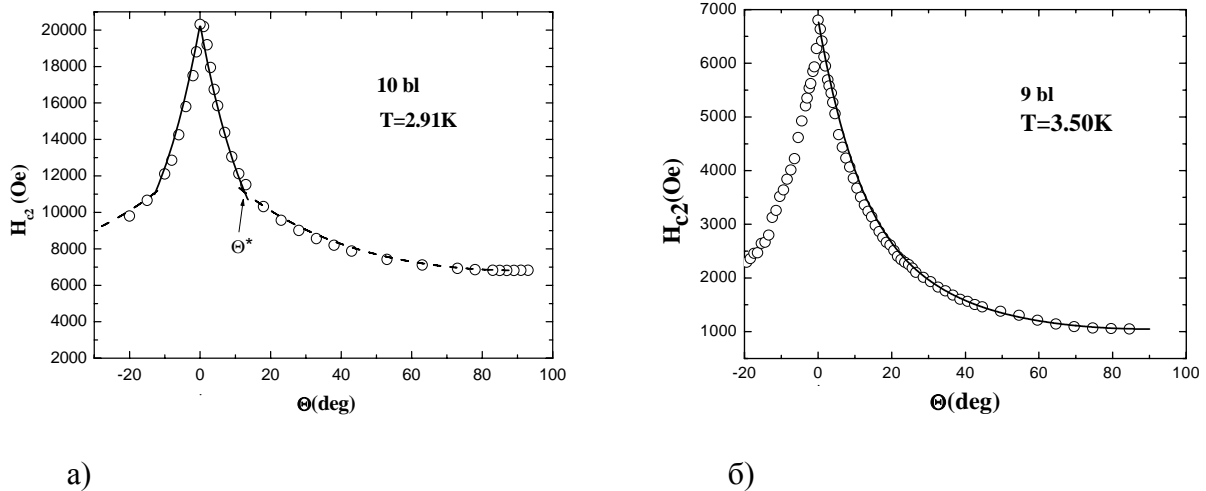 20000
18000
16000
14000
12000
10000
8000
6000
4000
2000
H_c2 (Oe)
10 bl
T=2.91K
Θ*
-20 0 20 40 60 80 100
Θ(deg)
а)
7000
6000
5000
4000
3000
2000
1000
H_c2(Oe)
9 bl
T=3.50K
-20 0 20 40 60 80 100
Θ(deg)
б)